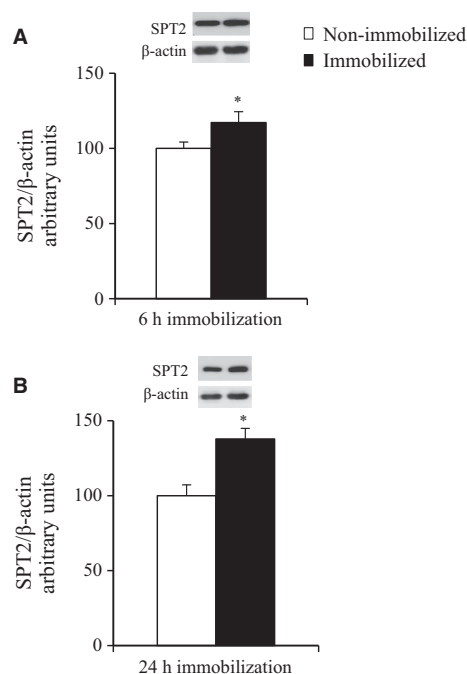 A
SPT2
β-actin
Non-immobilized
Immobilized
150
100
50
0
SPT2/β-actin
arbitrary units
*
6 h immobilization
B
SPT2
β-actin
150
100
50
0
SPT2/β-actin
arbitrary units
*
24 h immobilization